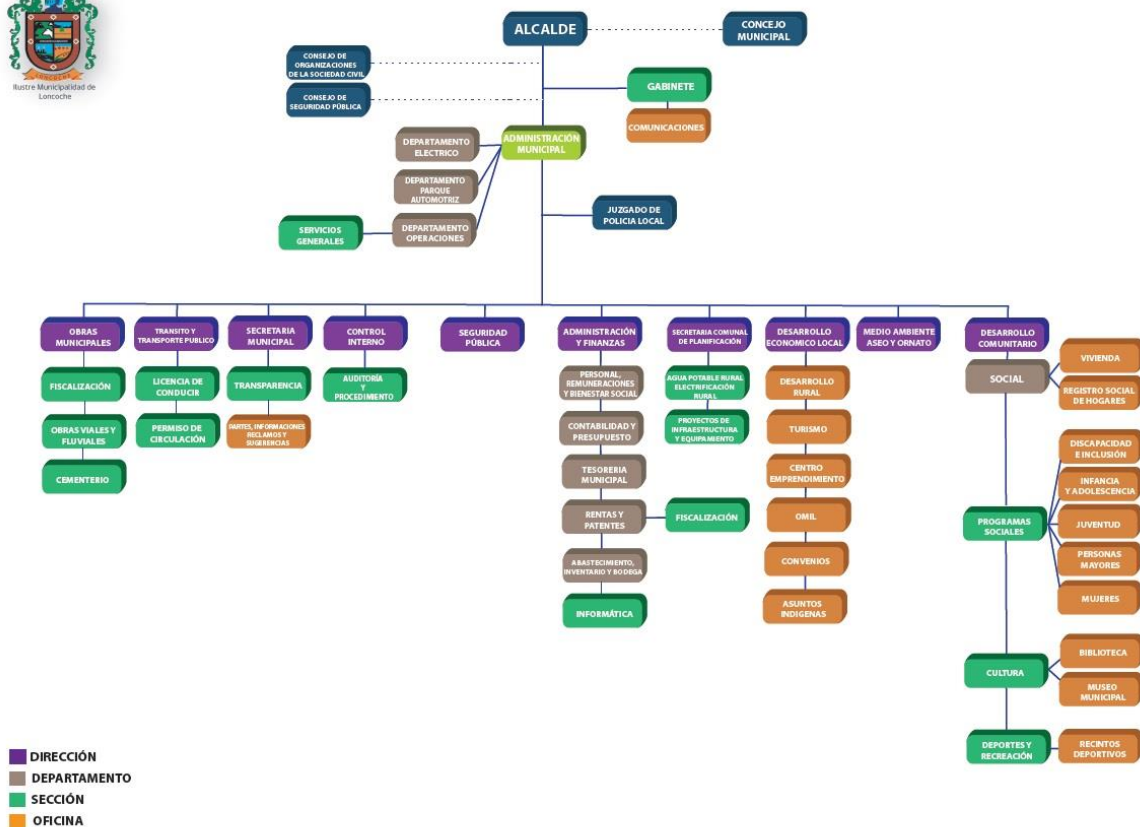 LONCOCHE
Ilustre Municipalidad de
Loncoche
ALCALDE
CONCEJO
MUNICIPAL
CONSEJO DE
ORGANIZACIONES
DE LA SOCIEDAD CIVIL
CONSEJO DE
SEGURIDAD PÚBLICA
GABINETE
COMUNICACIONES
ADMINISTRACIÓN
MUNICIPAL
DEPARTAMENTO
ELECTRICO
DEPARTAMENTO
PARQUE
AUTOMOTRIZ
DEPARTAMENTO
OPERACIONES
SERVICIOS
GENERALES
JUZGADO DE
POLICIA LOCAL
OBRAS
MUNICIPALES
FISCALIZACIÓN
OBRAS VIALES Y
FLUVIALES
CEMENTERIO
TRANSITO Y
TRANSPORTE PUBLICO
LICENCIA DE
CONDUCIR
PERMISO DE
CIRCULACIÓN
SECRETARIA
MUNICIPAL
TRANSPARENCIA
PARTES, INFORMACIONES
RECLAMOS Y
SUGERENCIAS
CONTROL
INTERNO
AUDITORÍA
Y
PROCEDIMIENTO
SEGURIDAD
PÚBLICA
ADMINISTRACIÓN
Y FINANZAS
PERSONAL,
REMUNERACIONES
Y BIENESTAR SOCIAL
CONTABILIDAD Y
PRESUPUESTO
TESORERIA
MUNICIPAL
RENTAS Y
PATENTES
FISCALIZACIÓN
ABASTECIMIENTO,
INVENTARIO Y BODEGA
INFORMÁTICA
SECRETARIA COMUNAL
DE PLANIFICACIÓN
AGUA POTABLE RURAL
ELECTRIFICACIÓN
RURAL
PROYECTOS DE
INFRAESTRUCTURA
Y EQUIPAMIENTO
DESARROLLO
ECONOMICO LOCAL
DESARROLLO
RURAL
TURISMO
CENTRO
EMPRENDIMIENTO
OMIL
CONVENIOS
ASUNTOS
INDIGENAS
MEDIO AMBIENTE
ASEO Y ORNATO
DESARROLLO
COMUNITARIO
SOCIAL
VIVIENDA
REGISTRO SOCIAL
DE HOGARES
PROGRAMAS
SOCIALES
DISCAPACIDAD
E INCLUSIÓN
INFANCIA
Y ADOLESCENCIA
JUVENTUD
PERSONAS
MAYORES
MUJERES
CULTURA
BIBLIOTECA
MUSEO
MUNICIPAL
DEPORTES Y
RECREACIÓN
RECINTOS
DEPORTIVOS
DIRECCIÓN
DEPARTAMENTO
SECCIÓN
OFICINA